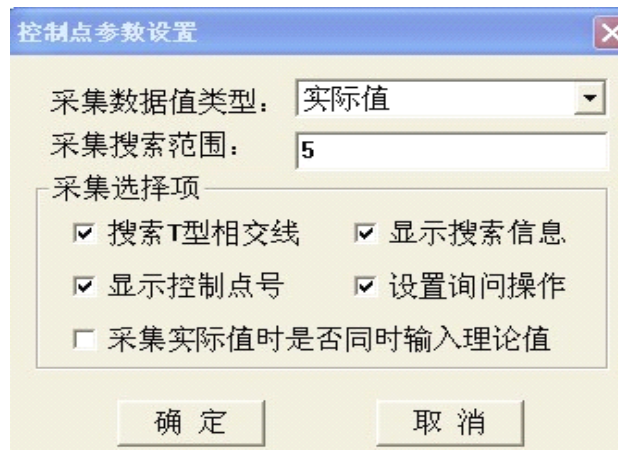 控制点参数设置
采集数据值类型: 实际值
采集搜索范围: 5
采集选择项
搜索T型相交线 显示搜索信息
显示控制点号 设置询问操作
采集实际值时是否同时输入理论值
确 定 取 消